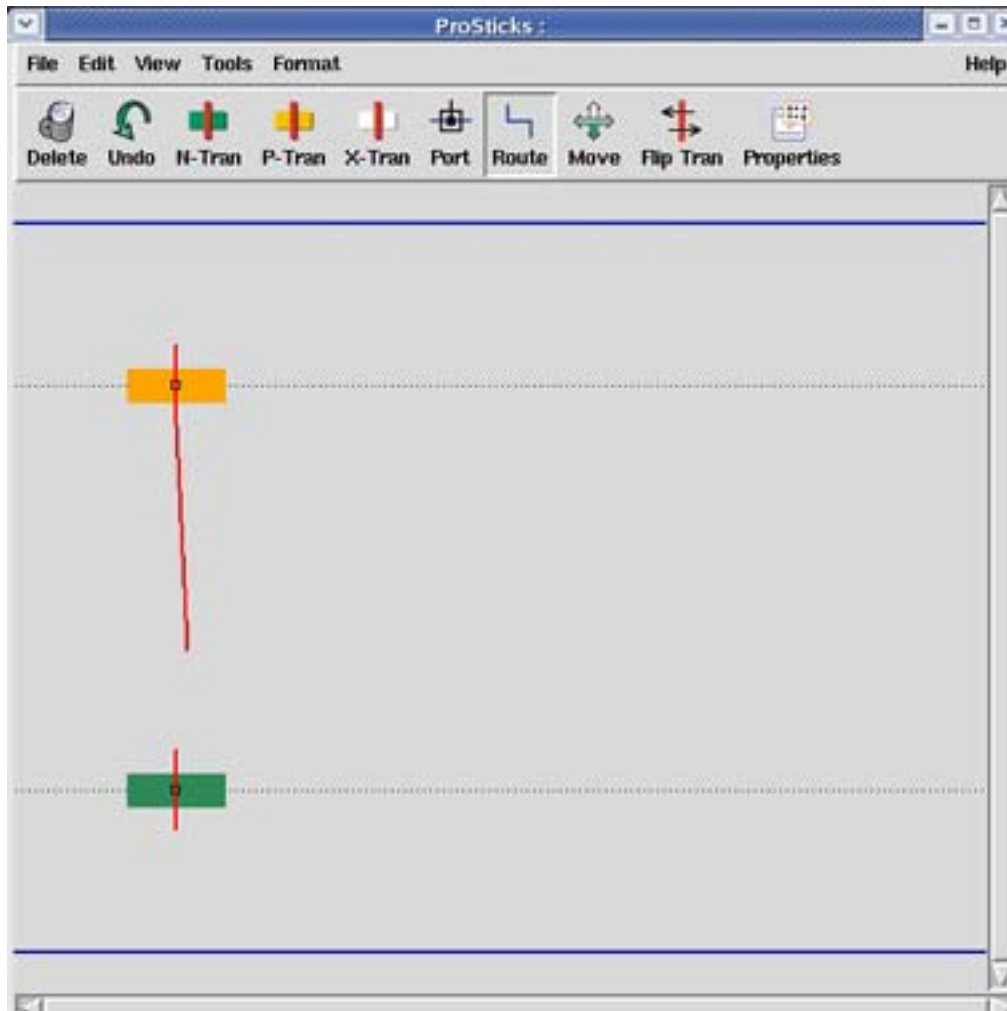 ProSticks :
File Edit View Tools Format Help
Delete Undo N-Tran P-Tran X-Tran Port Route Move Flip Tran Properties